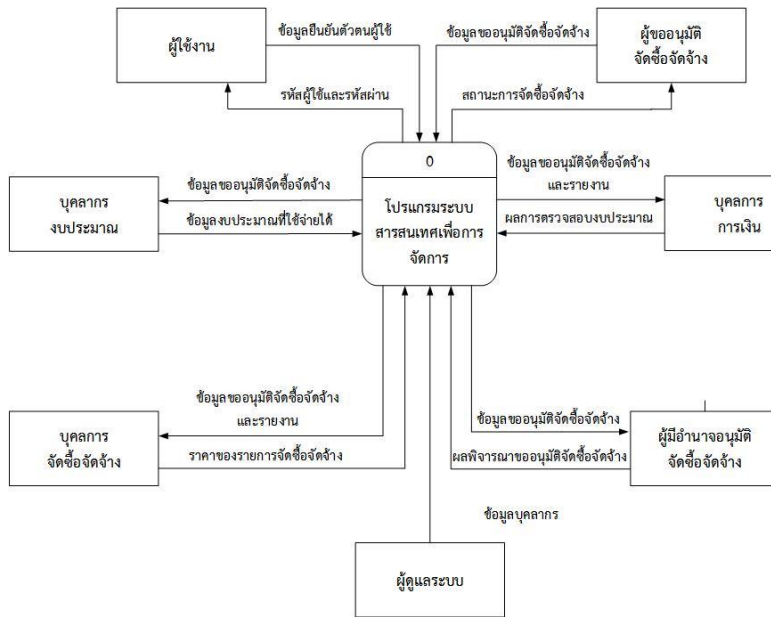 ผู้ใช้งาน
ข้อมูลยืนยันตัวตนผู้ใช้
รหัสผู้ใช้และรหัสผ่าน
ข้อมูลขออนุมัติจัดซื้อจัดจ้าง
สถานะการจัดซื้อจัดจ้าง
ผู้ขออนุมัติ
จัดซื้อจัดจ้าง
บุคลากร
งบประมาณ
ข้อมูลขออนุมัติจัดซื้อจัดจ้าง
ข้อมูลงบประมาณที่ใช้จ่ายได้
0
โปรแกรมระบบ
สารสนเทศเพื่อการ
จัดการ
ข้อมูลขออนุมัติจัดซื้อจัดจ้าง
และรายงาน
ผลการตรวจสอบงบประมาณ
บุคลการ
การเงิน
บุคลการ
จัดซื้อจัดจ้าง
ข้อมูลขออนุมัติจัดซื้อจัดจ้าง
และรายงาน
ราคาของรายการจัดซื้อจัดจ้าง
ข้อมูลขออนุมัติจัดซื้อจัดจ้าง
ผลพิจารณาขออนุมัติจัดซื้อจัดจ้าง
ผู้มีอำนาจอนุมัติ
จัดซื้อจัดจ้าง
ข้อมูลบุคลากร
ผู้ดูแลระบบ